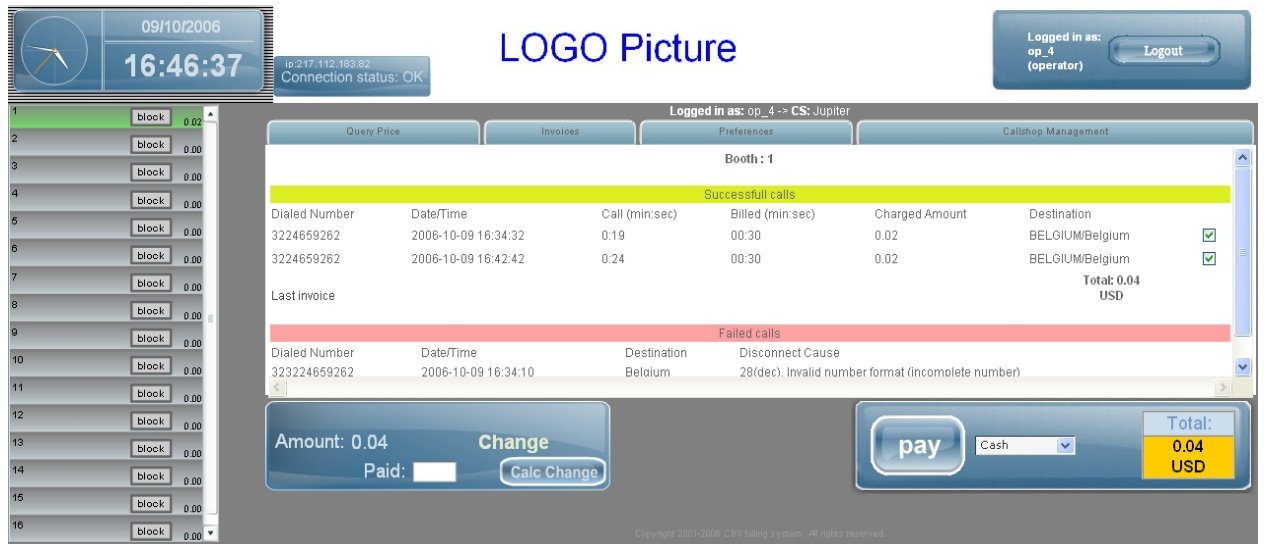 09/10/2006
16:46:37
ip:217.112.183.82
Connection status: OK
LOGO Picture
Logged in as:
op_4
(operator)
Logout
1 block 0.02
2 block 0.00
3 block 0.00
4 block 0.00
5 block 0.00
6 block 0.00
7 block 0.00
8 block 0.00
9 block 0.00
10 block 0.00
11 block 0.00
12 block 0.00
13 block 0.00
14 block 0.00
15 block 0.00
16 block 0.00
Logged in as: op_4 -> CS: Jupiter
Query Price Invoices Preferences Callshop Management
Booth : 1
Successfull calls
Dialed Number Date/Time Call (min:sec) Billed (min:sec) Charged Amount Destination
3224659262 2006-10-09 16:34:32 0:19 00:30 0.02 BELGIUM/Belgium
3224659262 2006-10-09 16:42:42 0:24 00:30 0.02 BELGIUM/Belgium
Last invoice Total: 0.04
USD
Failed calls
Dialed Number Date/Time Destination Disconnect Cause
323224659262 2006-10-09 16:34:10 Belgium 28(dec). Invalid number format (incomplete number)
Amount: 0.04 Change
Paid: Calc Change
pay Cash
Total:
0.04
USD
Copyright 2001-2006 CBS billing system. All rights reserved.